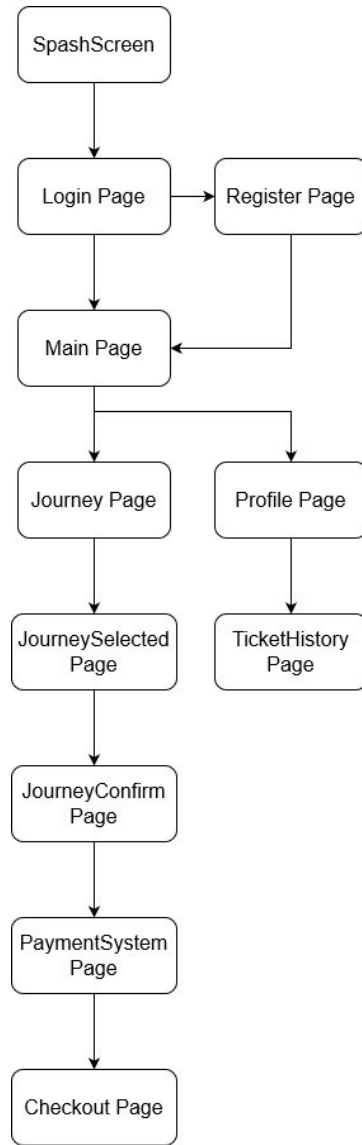 SpashScreen
Login Page
Register Page
Main Page
Journey Page
Profile Page
JourneySelected
Page
TicketHistory
Page
JourneyConfirm
Page
PaymentSystem
Page
Checkout Page